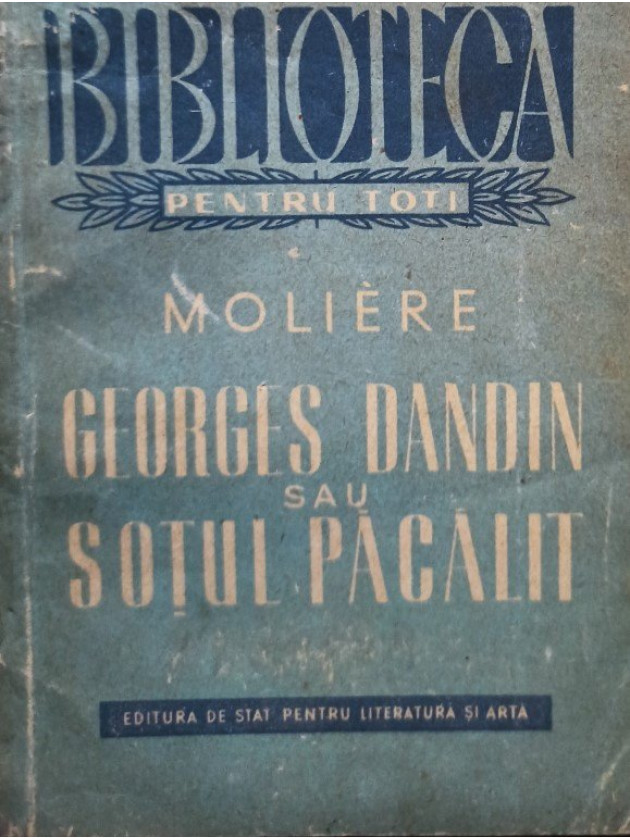 BIBLIOTECA
PENTRU TOȚI
MOLIÈRE
GEORGES DANDIN
SAU
SOȚUL PĂCĂLIT
EDITURA DE STAT PENTRU LITERATURĂ ȘI ARTĂ